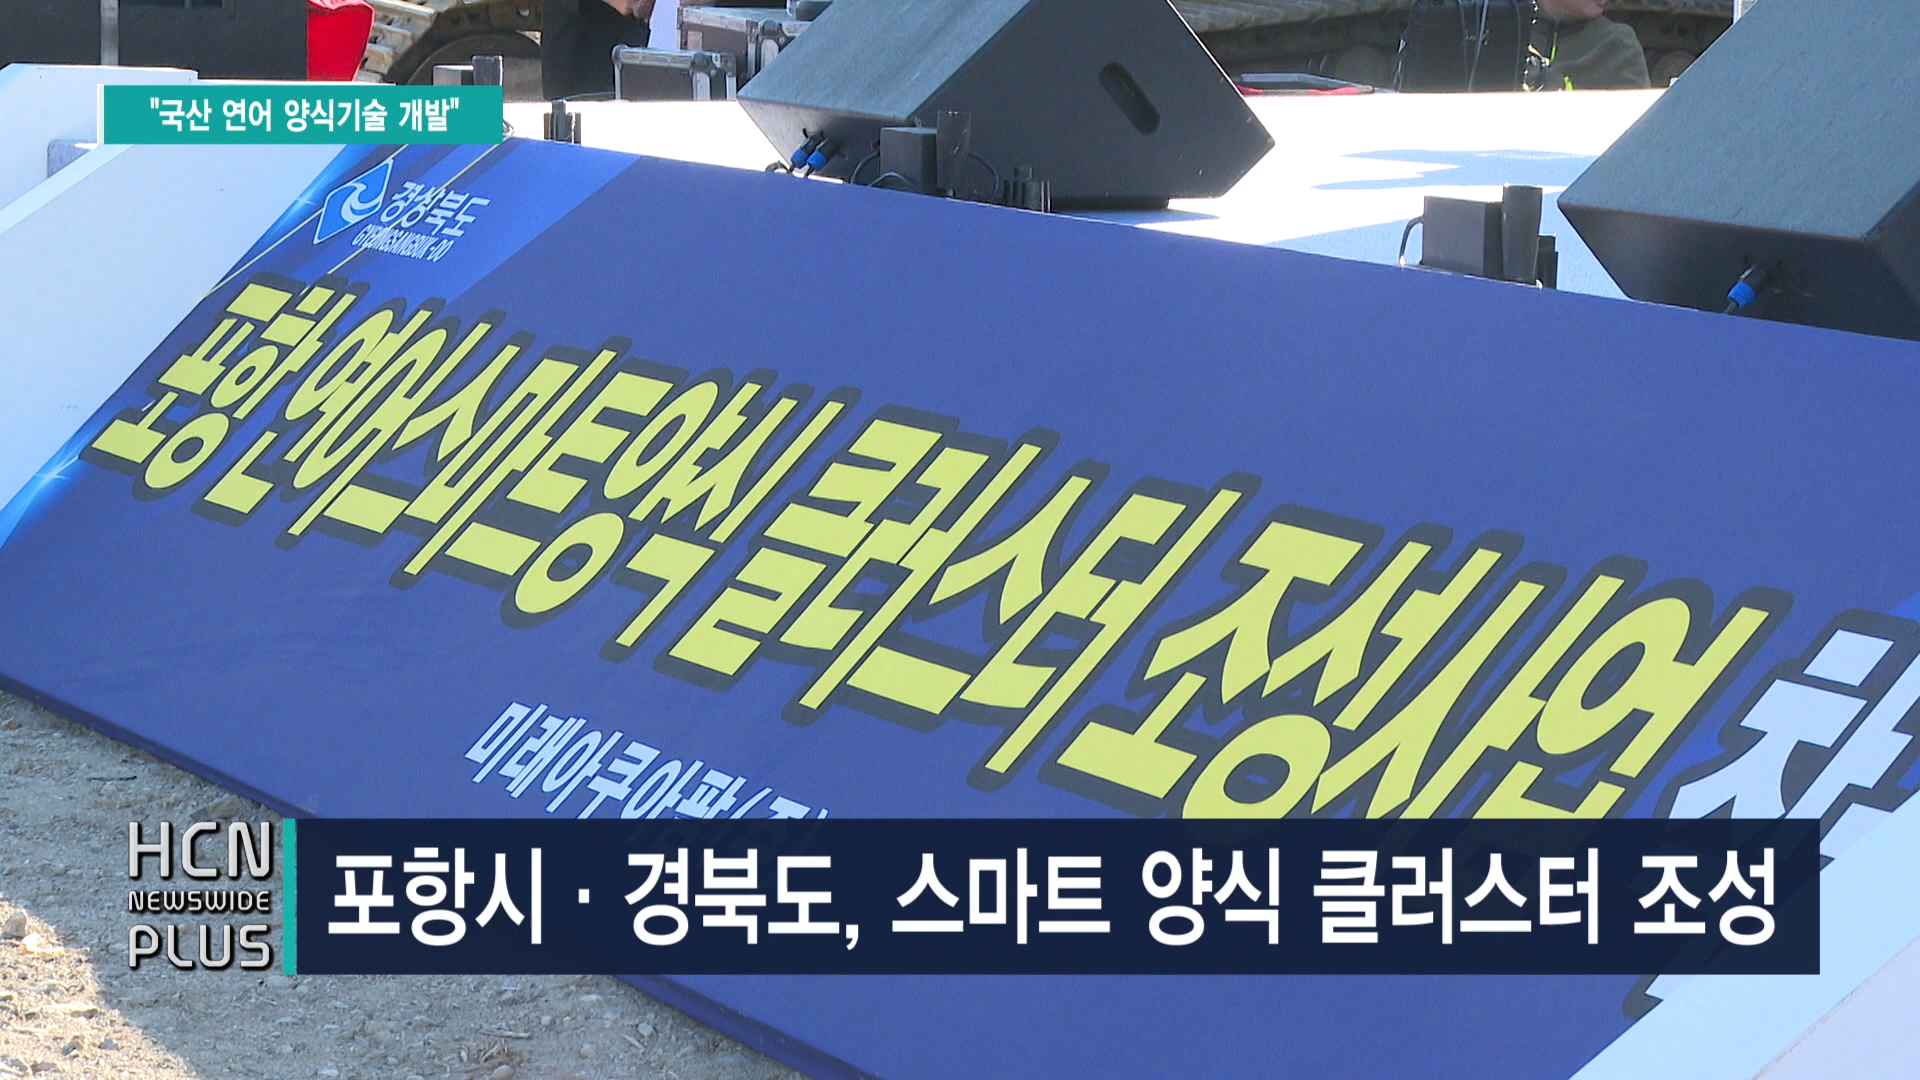 "국산 연어 양식기술 개발"
경상북도
GYEONGSANGBUK-DO
포항 연어 스마트양식 클러스터 조성사업
미래아쿠아팜(주)
HCN
NEWSWIDE
PLUS
포항시 · 경북도, 스마트 양식 클러스터 조성